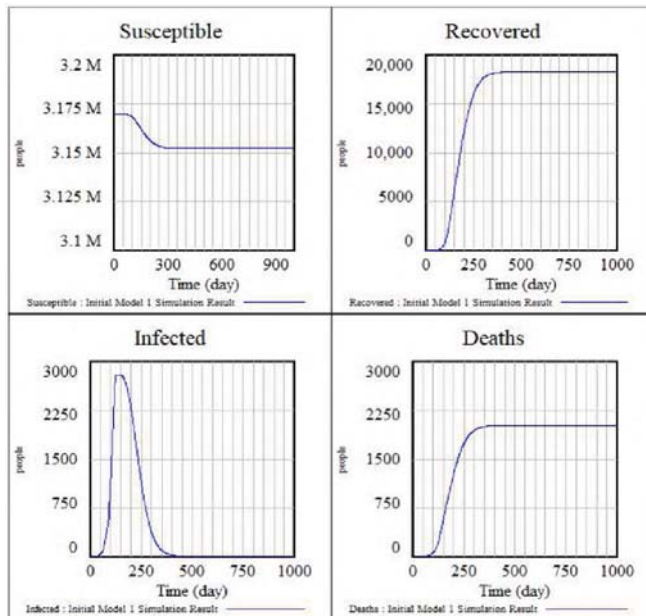 Susceptible
3.2 M
3.175 M
3.15 M
3.125 M
3.1 M
people
0 300 600 900
Time (day)
Susceptible : Initial Model 1 Simulation Result
Recovered
20,000
15,000
10,000
5000
0
people
0 250 500 750 1000
Time (day)
Recovered : Initial Model 1 Simulation Result
Infected
3000
2250
1500
750
0
people
0 250 500 750 1000
Time (day)
Infected : Initial Model 1 Simulation Result
Deaths
3000
2250
1500
750
0
people
0 250 500 750 1000
Time (day)
Deaths : Initial Model 1 Simulation Result